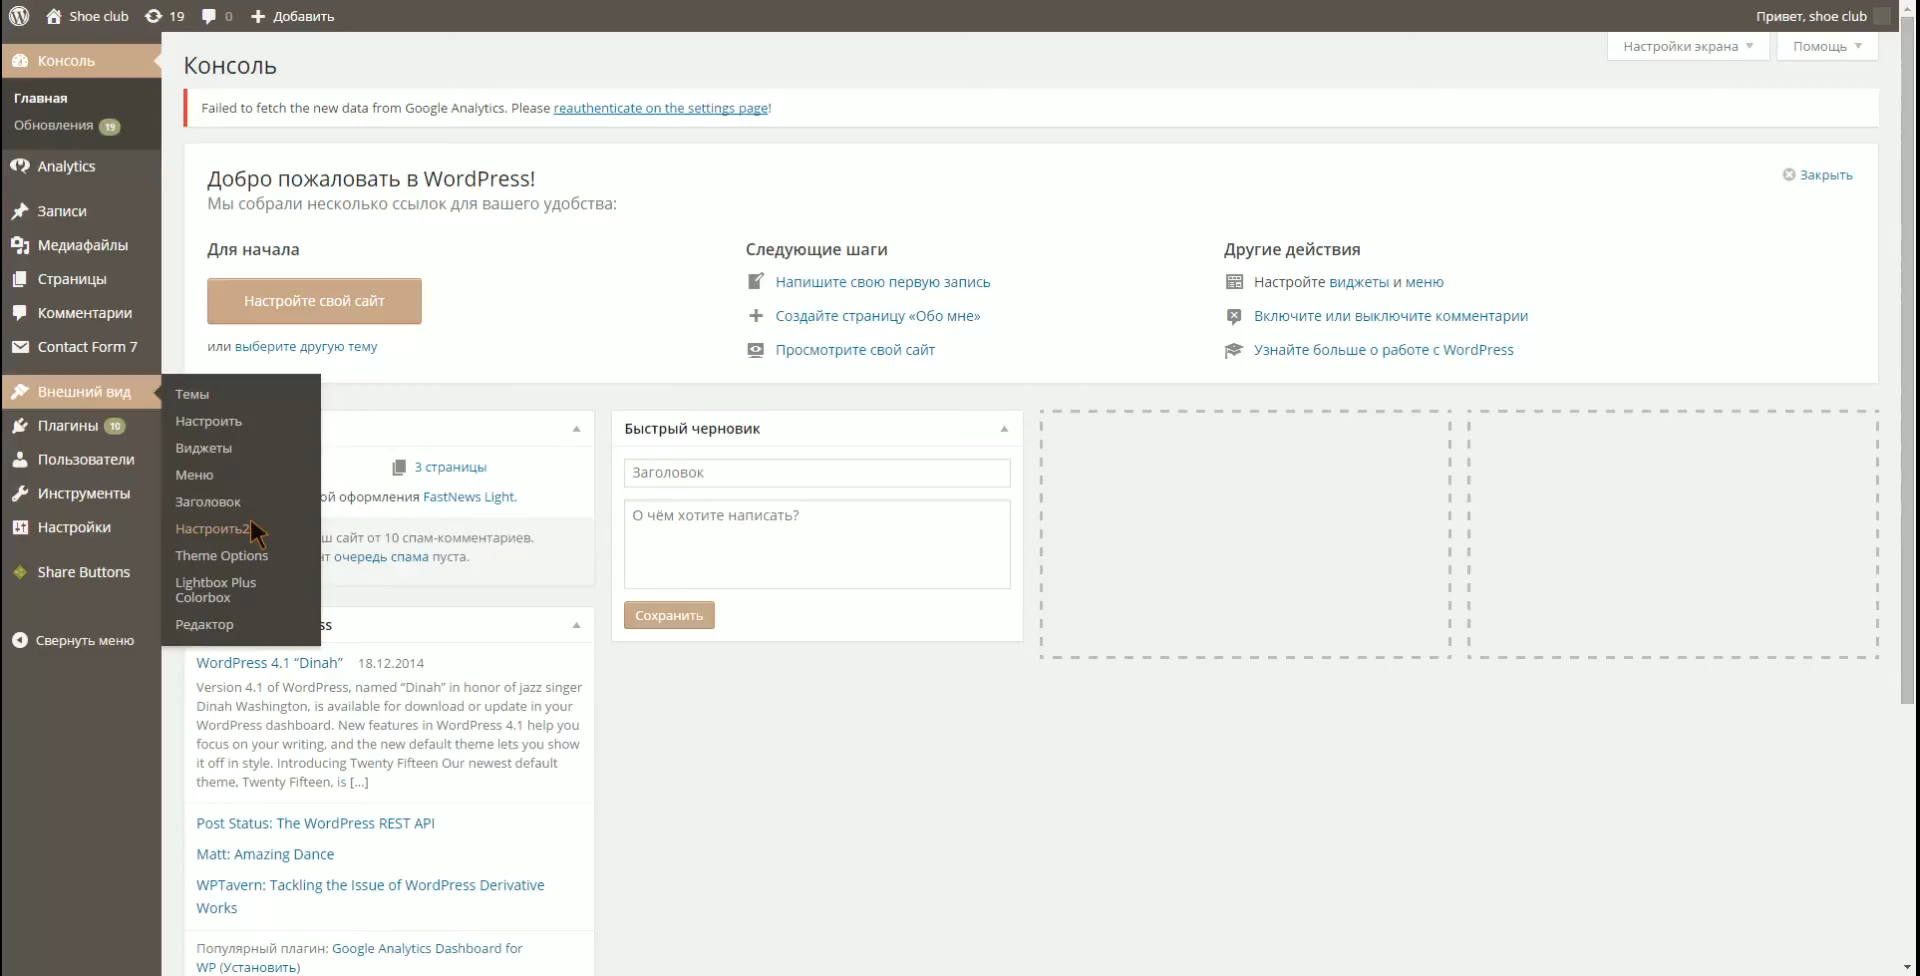 Shoe club
19
0
Добавить
Привет, shoe club
Консоль
Главная
Обновления 19
Analytics
Записи
Медиафайлы
Страницы
Комментарии
Contact Form 7
Внешний вид
Плагины 10
Пользователи
Инструменты
Настройки
Share Buttons
Свернуть меню
Темы
Настроить
Виджеты
Меню
Заголовок
Настроить2
Theme Options
Lightbox Plus
Colorbox
Редактор
Настройки экрана
Помощь
Консоль
Failed to fetch the new data from Google Analytics. Please reauthenticate on the settings page!
Добро пожаловать в WordPress!
Мы собрали несколько ссылок для вашего удобства:
Закрыть
Для начала
Настройте свой сайт
или выберите другую тему
Следующие шаги
Напишите свою первую запись
Создайте страницу «Обо мне»
Просмотрите свой сайт
Другие действия
Настройте виджеты и меню
Включите или выключите комментарии
Узнайте больше о работе с WordPress
3 страницы
ой оформления FastNews Light.
ш сайт от 10 спам-комментариев.
нт очередь спама пуста.
ss
WordPress 4.1 “Dinah” 18.12.2014
Version 4.1 of WordPress, named “Dinah” in honor of jazz singer
Dinah Washington, is available for download or update in your
WordPress dashboard. New features in WordPress 4.1 help you
focus on your writing, and the new default theme lets you show
it off in style. Introducing Twenty Fifteen Our newest default
theme, Twenty Fifteen, is [...]
Post Status: The WordPress REST API
Matt: Amazing Dance
WPTavern: Tackling the Issue of WordPress Derivative
Works
Популярный плагин: Google Analytics Dashboard for
WP (Установить)
Быстрый черновик
Заголовок
О чём хотите написать?
Сохранить